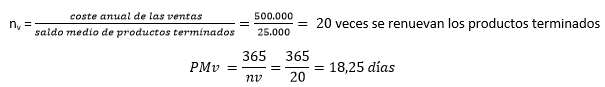 nv = coste anual de las ventas / saldo medio de productos terminados = 500.000 / 25.000 = 20 veces se renuevan los productos terminados
PMv = 365 / nv = 365 / 20 = 18,25 días